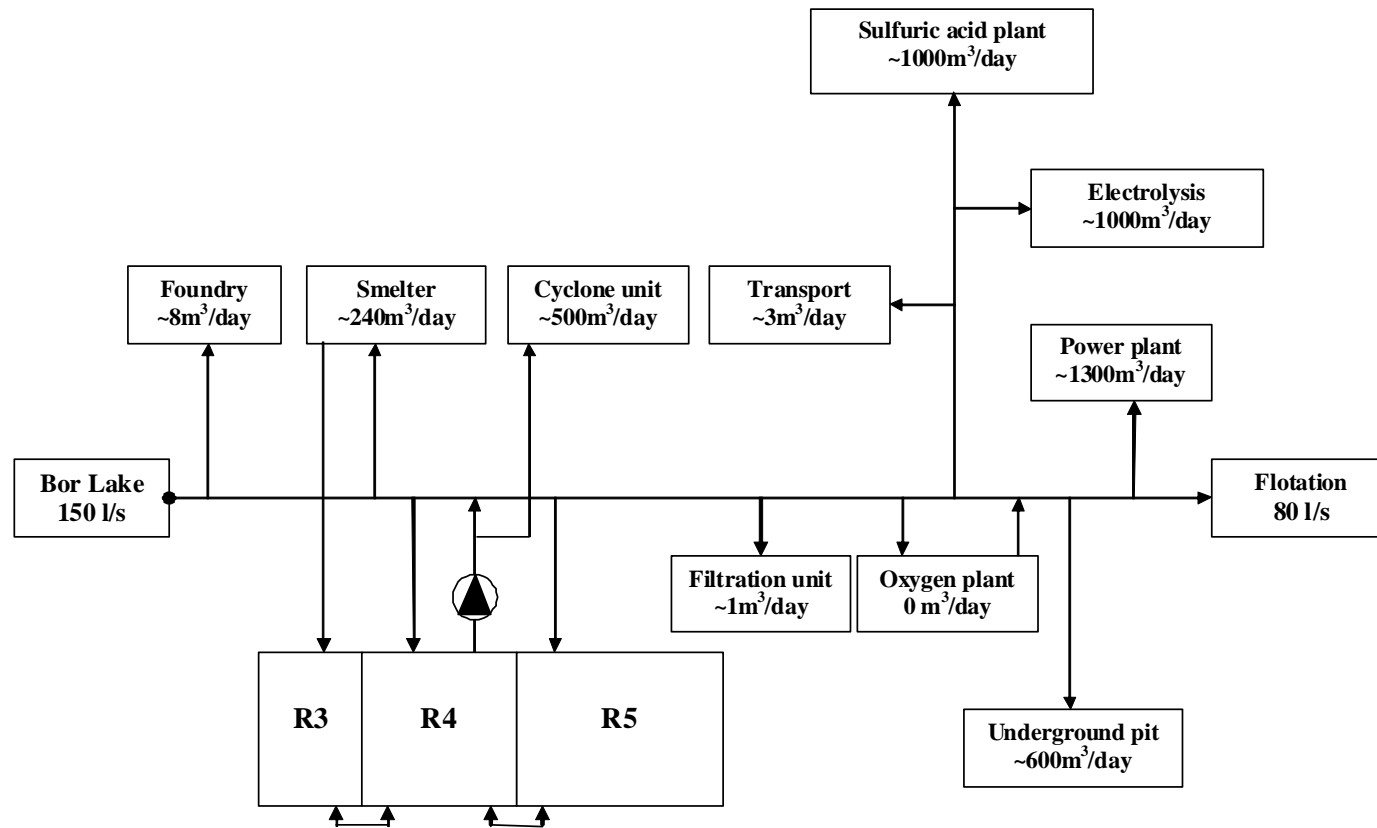 Sulfuric acid plant
~1000m³/day
Electrolysis
~1000m³/day
Foundry
~8m³/day
Smelter
~240m³/day
Cyclone unit
~500m³/day
Transport
~3m³/day
Power plant
~1300m³/day
Bor Lake
150 l/s
Flotation
80 l/s
Filtration unit
~1m³/day
Oxygen plant
0 m³/day
R3
R4
R5
Underground pit
~600m³/day